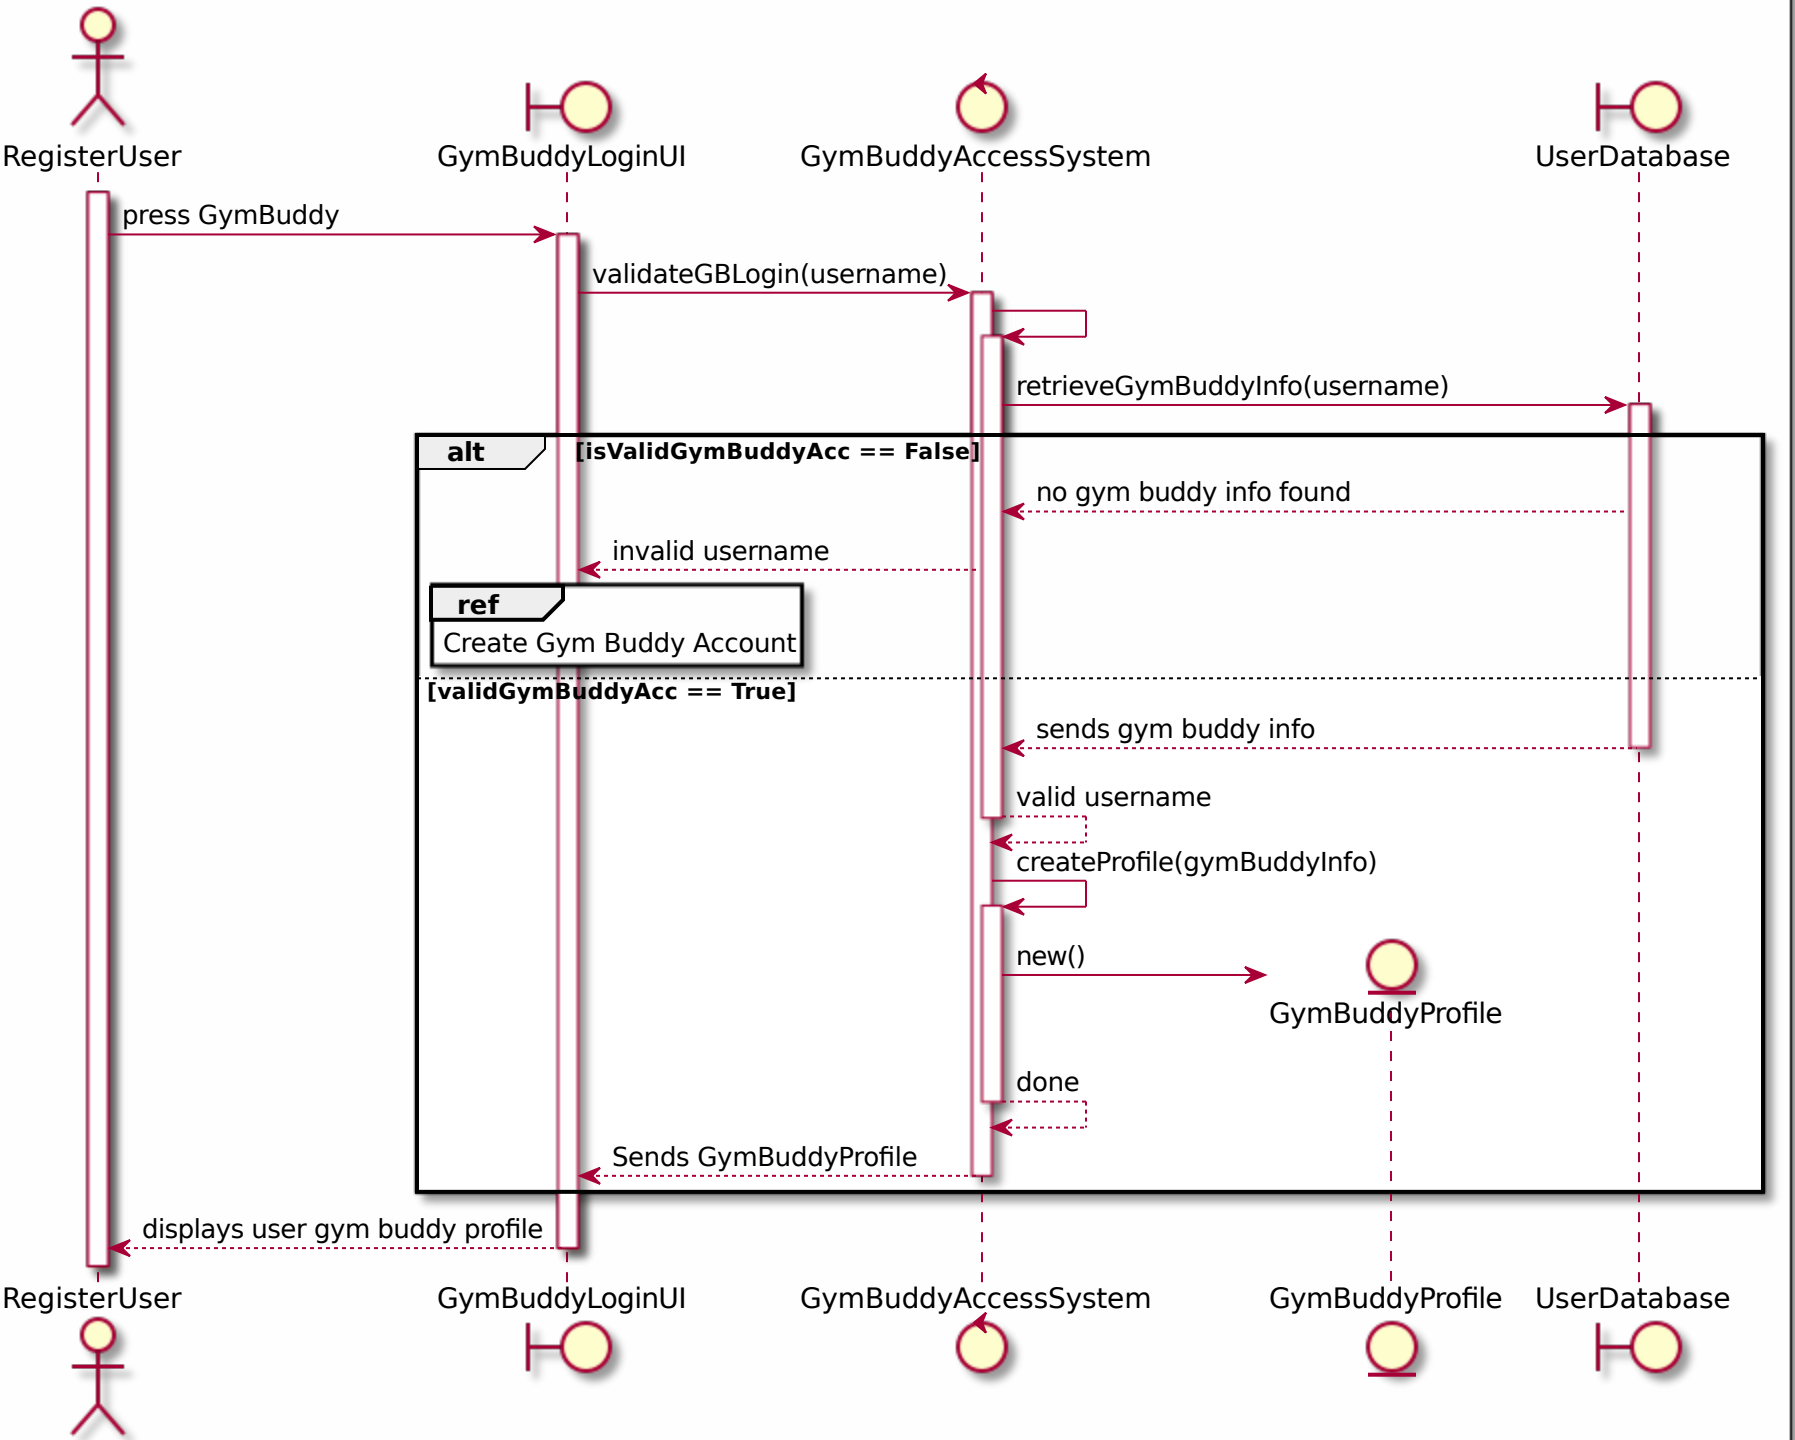 RegisterUser
GymBuddyLoginUI
GymBuddyAccessSystem
UserDatabase
press GymBuddy
validateGBLogin(username)
retrieveGymBuddyInfo(username)
alt
[isValidGymBuddyAcc == False]
no gym buddy info found
invalid username
ref
Create Gym Buddy Account
[validGymBuddyAcc == True]
sends gym buddy info
valid username
createProfile(gymBuddyInfo)
new()
GymBuddyProfile
done
Sends GymBuddyProfile
displays user gym buddy profile
RegisterUser
GymBuddyLoginUI
GymBuddyAccessSystem
GymBuddyProfile
UserDatabase